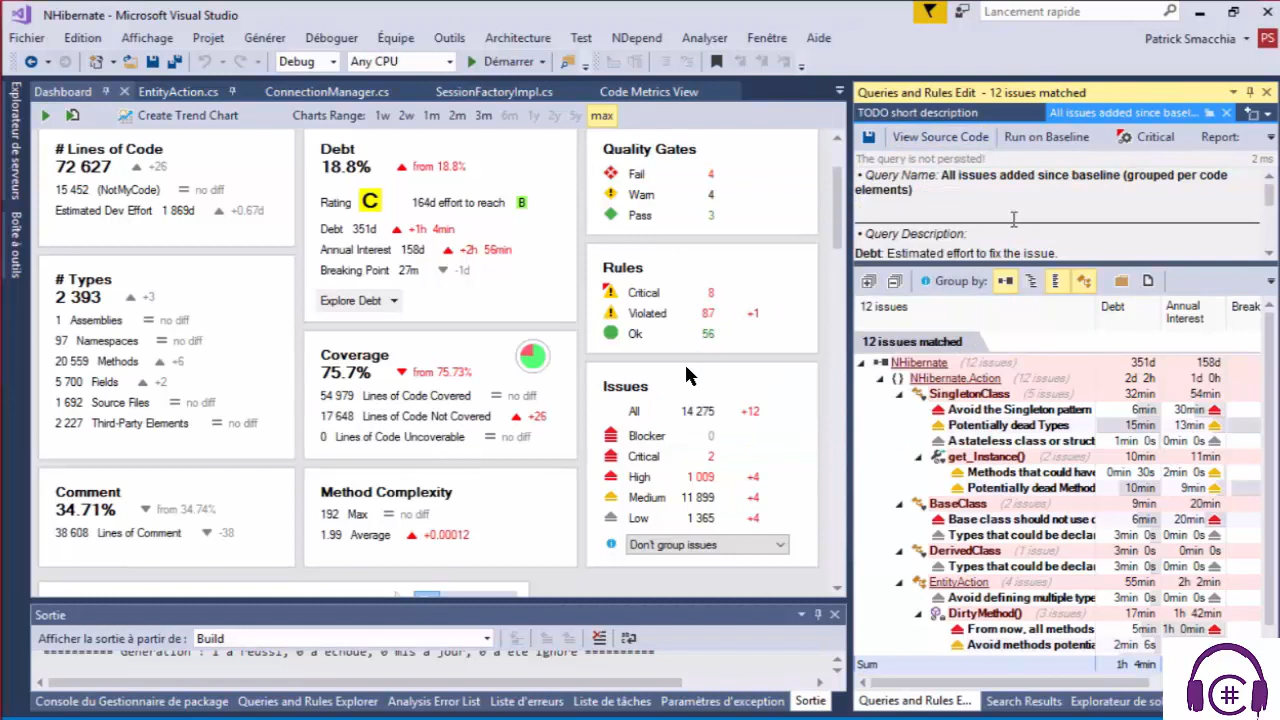 NHibernate - Microsoft Visual Studio
Lancement rapide
Fichier Edition Affichage Projet Générer Déboguer Équipe Outils Architecture Test NDepend Analyser Fenêtre Aide
Patrick Smacchia PS
Debug Any CPU Démarrer
Explorateur de serveurs
Boîte à outils
Dashboard EntityAction.cs ConnectionManager.cs SessionFactoryImpl.cs Code Metrics View
Create Trend Chart Charts Range: 1w 2w 1m 2m 3m 6m 1y 2y 5y max
# Lines of Code
72 627 +26
15 452 (NotMyCode) no diff
Estimated Dev Effort 1 869d +0.67d
# Types
2 393 +3
1 Assemblies no diff
97 Namespaces no diff
20 559 Methods +6
5 700 Fields +2
1 692 Source Files no diff
2 227 Third-Party Elements no diff
Comment
34.71% from 34.74%
38 608 Lines of Comment -38
Debt
18.8% from 18.8%
Rating C 164d effort to reach B
Debt 351d +1h 4min
Annual Interest 158d +2h 56min
Breaking Point 27m -1d
Explore Debt
Coverage
75.7% from 75.73%
54 979 Lines of Code Covered no diff
17 648 Lines of Code Not Covered +26
0 Lines of Code Uncoverable no diff
Method Complexity
192 Max no diff
1.99 Average +0.00012
Quality Gates
Fail 4
Warn 4
Pass 3
Rules
Critical 8
Violated 87 +1
Ok 56
Issues
All 14 275 +12
Blocker 0
Critical 2
High 1 009 +4
Medium 11 899 +4
Low 1 365 +4
Don't group issues
Sortie
Afficher la sortie à partir de : Build
Console du Gestionnaire de package Queries and Rules Explorer Analysis Error List Liste d'erreurs Liste de tâches Paramètres d'exception Sortie
Queries and Rules Edit - 12 issues matched
TODO short description All issues added since basel...
View Source Code Run on Baseline Critical Report:
The query is not persisted! 2 ms
• Query Name: All issues added since baseline (grouped per code
elements)
• Query Description:
Debt: Estimated effort to fix the issue.
Group by:
12 issues Debt Annual Interest Break
12 issues matched
NHibernate (12 issues) 351d 158d
NHibernate.Action (12 issues) 2d 2h 1d 0h
SingletonClass (5 issues) 32min 54min
Avoid the Singleton pattern 6min 30min
Potentially dead Types 15min 13min
A stateless class or struct 1min 0s 0min 0s
get_Instance() (2 issues) 10min 11min
Methods that could have 0min 30s 2min 0s
Potentially dead Method 10min 9min
BaseClass (2 issues) 9min 20min
Base class should not use d 6min 20min
Types that could be declar 3min 0s 0min 0s
DerivedClass (1 issue) 3min 0s 0min 0s
Types that could be declar 3min 0s 0min 0s
EntityAction (4 issues) 55min 2h 2min
Avoid defining multiple type 3min 0s 0min 0s
DirtyMethod() (3 issues) 17min 1h 42min
From now, all methods 5min 1h 0min
Avoid methods potentia 2min 6s
Sum 1h 4min
Queries and Rules E... Search Results Explorateur de so